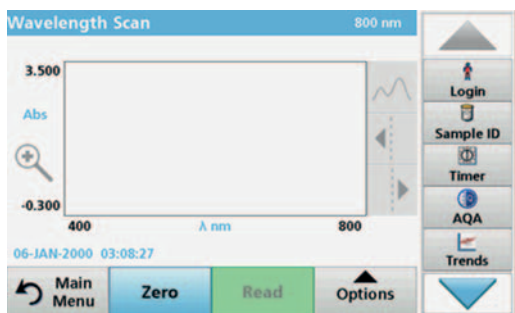 Wavelength Scan 800 nm
3.500
Abs
-0.300
400 λ nm 800
06-JAN-2000 03:08:27
Main
Menu
Zero
Read
Options
Login
Sample ID
Timer
AQA
Trends